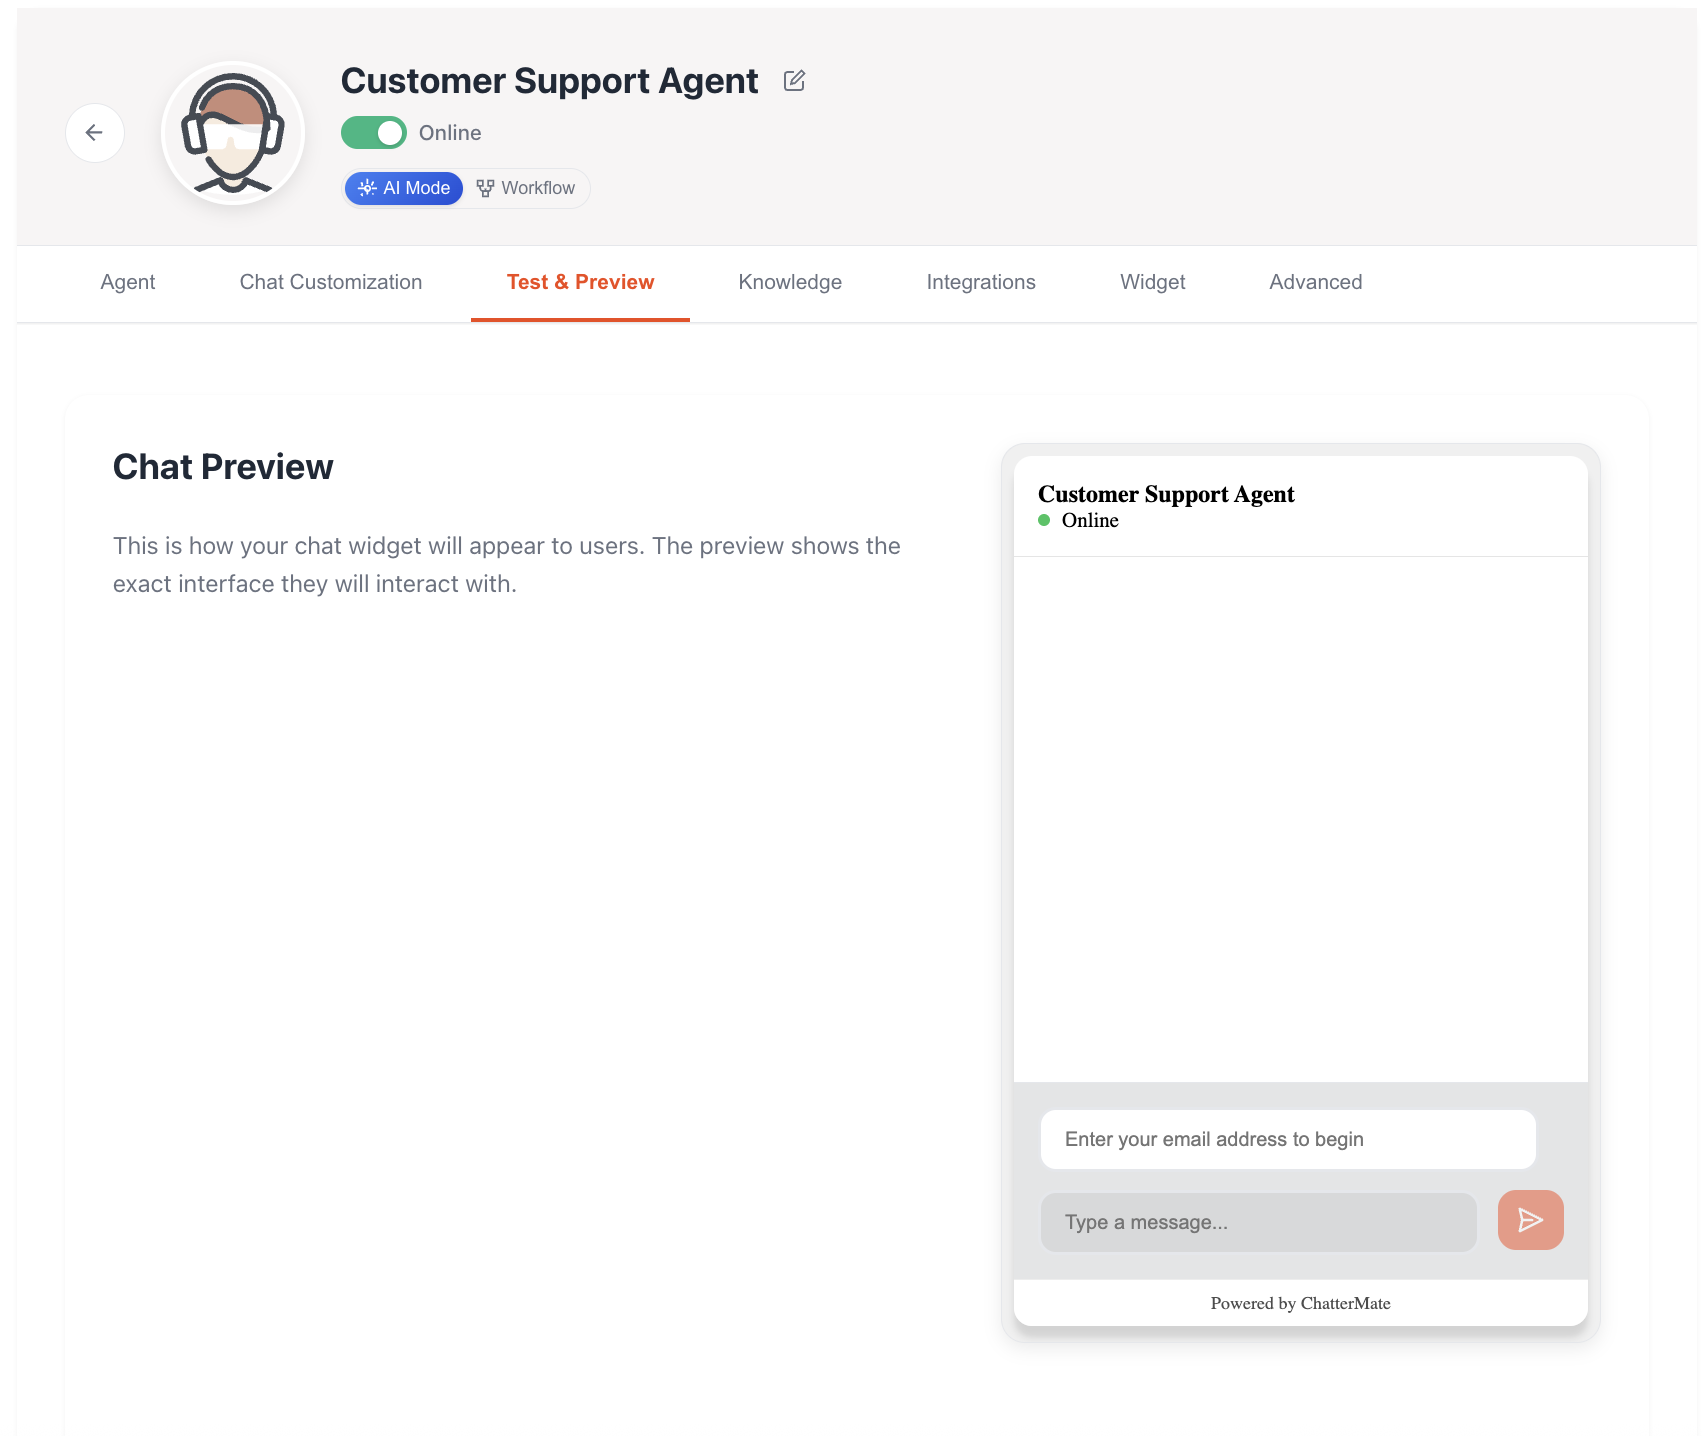 Customer Support Agent
Online
AI Mode
Workflow
Agent
Chat Customization
Test & Preview
Knowledge
Integrations
Widget
Advanced
Chat Preview
This is how your chat widget will appear to users. The preview shows the
exact interface they will interact with.
Customer Support Agent
Online
Enter your email address to begin
Type a message...
Powered by ChatterMate